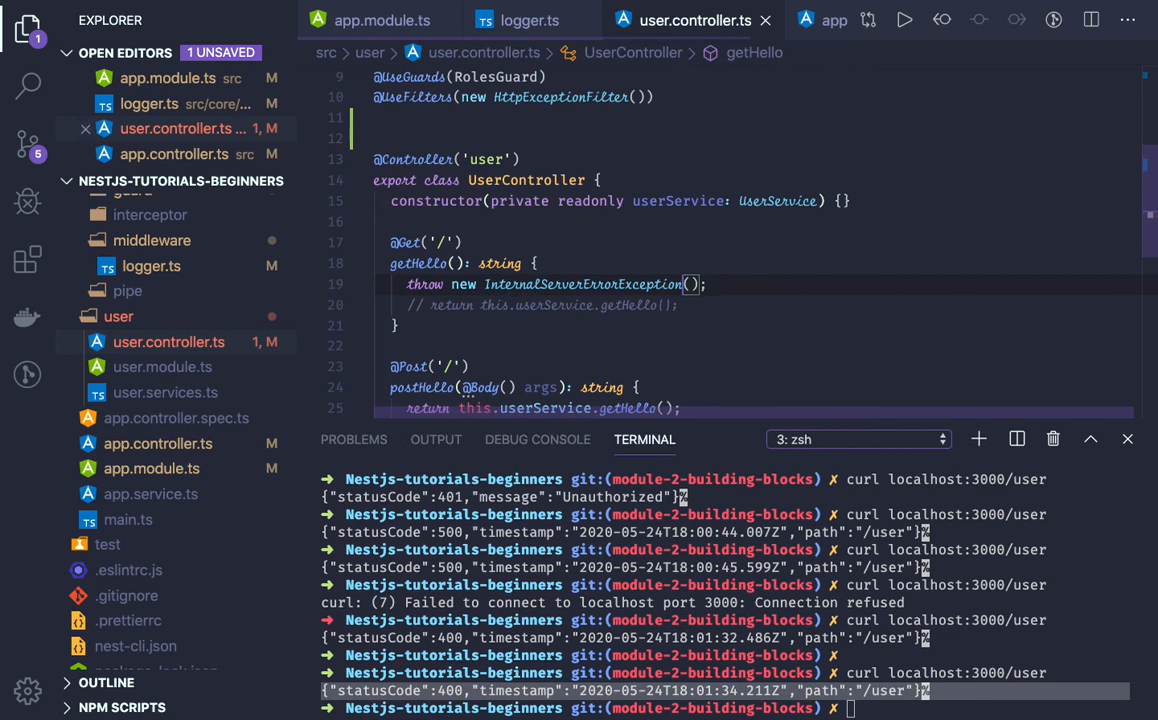 EXPLORER
OPEN EDITORS 1 UNSAVED
app.module.ts src M
logger.ts src/core/... M
user.controller.ts ... 1, M
app.controller.ts src M
NESTJS-TUTORIALS-BEGINNERS
interceptor
middleware
logger.ts M
pipe
user
user.controller.ts 1, M
user.module.ts
user.services.ts
app.controller.spec.ts
app.controller.ts M
app.module.ts M
app.service.ts
main.ts
test
.eslintrc.js
.gitignore
.prettierrc
nest-cli.json
OUTLINE
NPM SCRIPTS
1
5
app.module.ts
logger.ts
user.controller.ts
app
src > user > user.controller.ts > UserController > getHello
9 @UseGuards(RolesGuard)
10 @UseFilters(new HttpExceptionFilter())
11
12
13 @Controller('user')
14 export class UserController {
15 constructor(private readonly userService: UserService) {}
16
17 @Get('/')
18 getHello(): string {
19 throw new InternalServerErrorException();
20 // return this.userService.getHello();
21 }
22
23 @Post('/')
24 postHello(@Body() args): string {
25 return this.userService.getHello();
PROBLEMS OUTPUT DEBUG CONSOLE TERMINAL 3: zsh
➜ Nestjs-tutorials-beginners git:(module-2-building-blocks) ✗ curl localhost:3000/user
{"statusCode":401,"message":"Unauthorized"}%
➜ Nestjs-tutorials-beginners git:(module-2-building-blocks) ✗ curl localhost:3000/user
{"statusCode":500,"timestamp":"2020-05-24T18:00:44.007Z","path":"/user"}%
➜ Nestjs-tutorials-beginners git:(module-2-building-blocks) ✗ curl localhost:3000/user
{"statusCode":500,"timestamp":"2020-05-24T18:00:45.599Z","path":"/user"}%
➜ Nestjs-tutorials-beginners git:(module-2-building-blocks) ✗ curl localhost:3000/user
curl: (7) Failed to connect to localhost port 3000: Connection refused
➜ Nestjs-tutorials-beginners git:(module-2-building-blocks) ✗ curl localhost:3000/user
{"statusCode":400,"timestamp":"2020-05-24T18:01:32.486Z","path":"/user"}%
➜ Nestjs-tutorials-beginners git:(module-2-building-blocks) ✗
➜ Nestjs-tutorials-beginners git:(module-2-building-blocks) ✗ curl localhost:3000/user
{"statusCode":400,"timestamp":"2020-05-24T18:01:34.211Z","path":"/user"}%
➜ Nestjs-tutorials-beginners git:(module-2-building-blocks) ✗